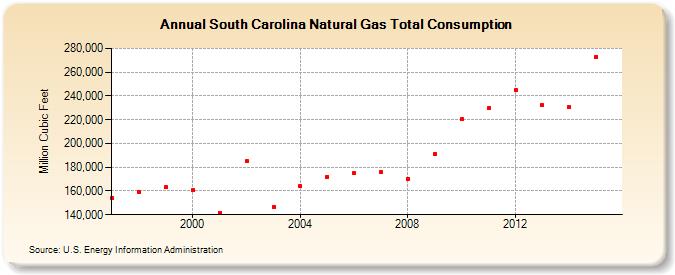 Annual South Carolina Natural Gas Total Consumption
Million Cubic Feet
280,000
260,000
240,000
220,000
200,000
180,000
160,000
140,000
2000 2004 2008 2012
Source: U.S. Energy Information Administration